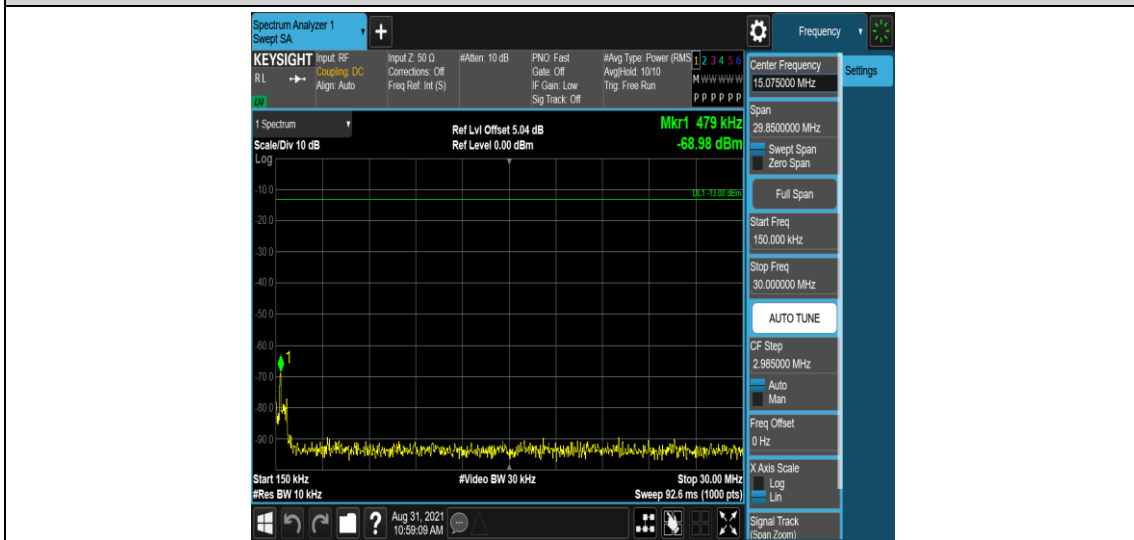 Spectrum Analyzer 1
Swept SA
+
Frequency
KEYSIGHT
RL
LXI
Input: RF
Coupling: DC
Align: Auto
Input Z: 50 Ω
Corrections: Off
Freq Ref: Int (S)
#Atten: 10 dB
PNO: Fast
Gate: Off
IF Gain: Low
Sig Track: Off
#Avg Type: Power (RMS
Avg|Hold: 10/10
Trig: Free Run
1 2 3 4 5 6
M W W W W W
P P P P P P
1 Spectrum
Scale/Div 10 dB
Log
Ref Lvl Offset 5.04 dB
Ref Level 0.00 dBm
Mkr1 479 kHz
-68.98 dBm
DL1 -13.00 dBm
-10.0
-20.0
-30.0
-40.0
-50.0
-60.0
-70.0
-80.0
-90.0
1
Start 150 kHz
#Res BW 10 kHz
#Video BW 30 kHz
Stop 30.00 MHz
Sweep 92.6 ms (1000 pts)
?
Aug 31, 2021
10:59:09 AM
Center Frequency
15.075000 MHz
Settings
Span
29.8500000 MHz
Swept Span
Zero Span
Full Span
Start Freq
150.000 kHz
Stop Freq
30.000000 MHz
AUTO TUNE
CF Step
2.985000 MHz
Auto
Man
Freq Offset
0 Hz
X Axis Scale
Log
Lin
Signal Track
(Span Zoom)